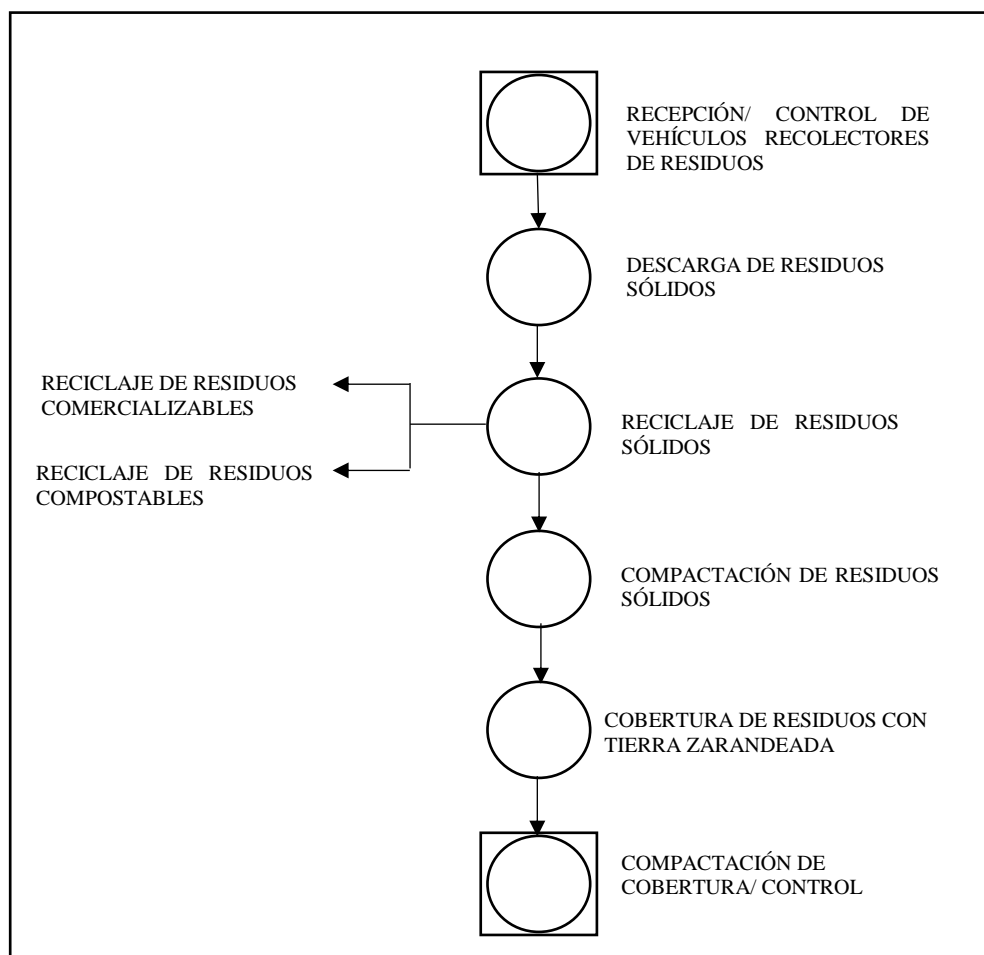 RECEPCIÓN/ CONTROL DE
VEHÍCULOS RECOLECTORES
DE RESIDUOS
DESCARGA DE RESIDUOS
SÓLIDOS
RECICLAJE DE RESIDUOS
COMERCIALIZABLES
RECICLAJE DE RESIDUOS
COMPOSTABLES
RECICLAJE DE RESIDUOS
SÓLIDOS
COMPACTACIÓN DE RESIDUOS
SÓLIDOS
COBERTURA DE RESIDUOS CON
TIERRA ZARANDEADA
COMPACTACIÓN DE
COBERTURA/ CONTROL